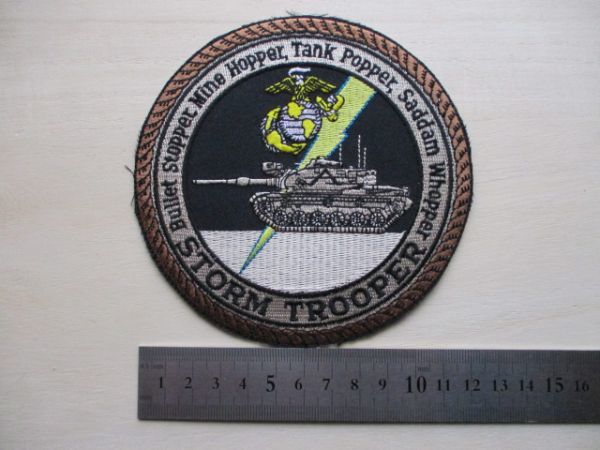 Bullet Stopper, Mine Hopper, Tank Popper, Saddam Whopper
STORM TROOPER
1 2 3 4 5 6 7 8 9 10 11 12 13 14 15 16